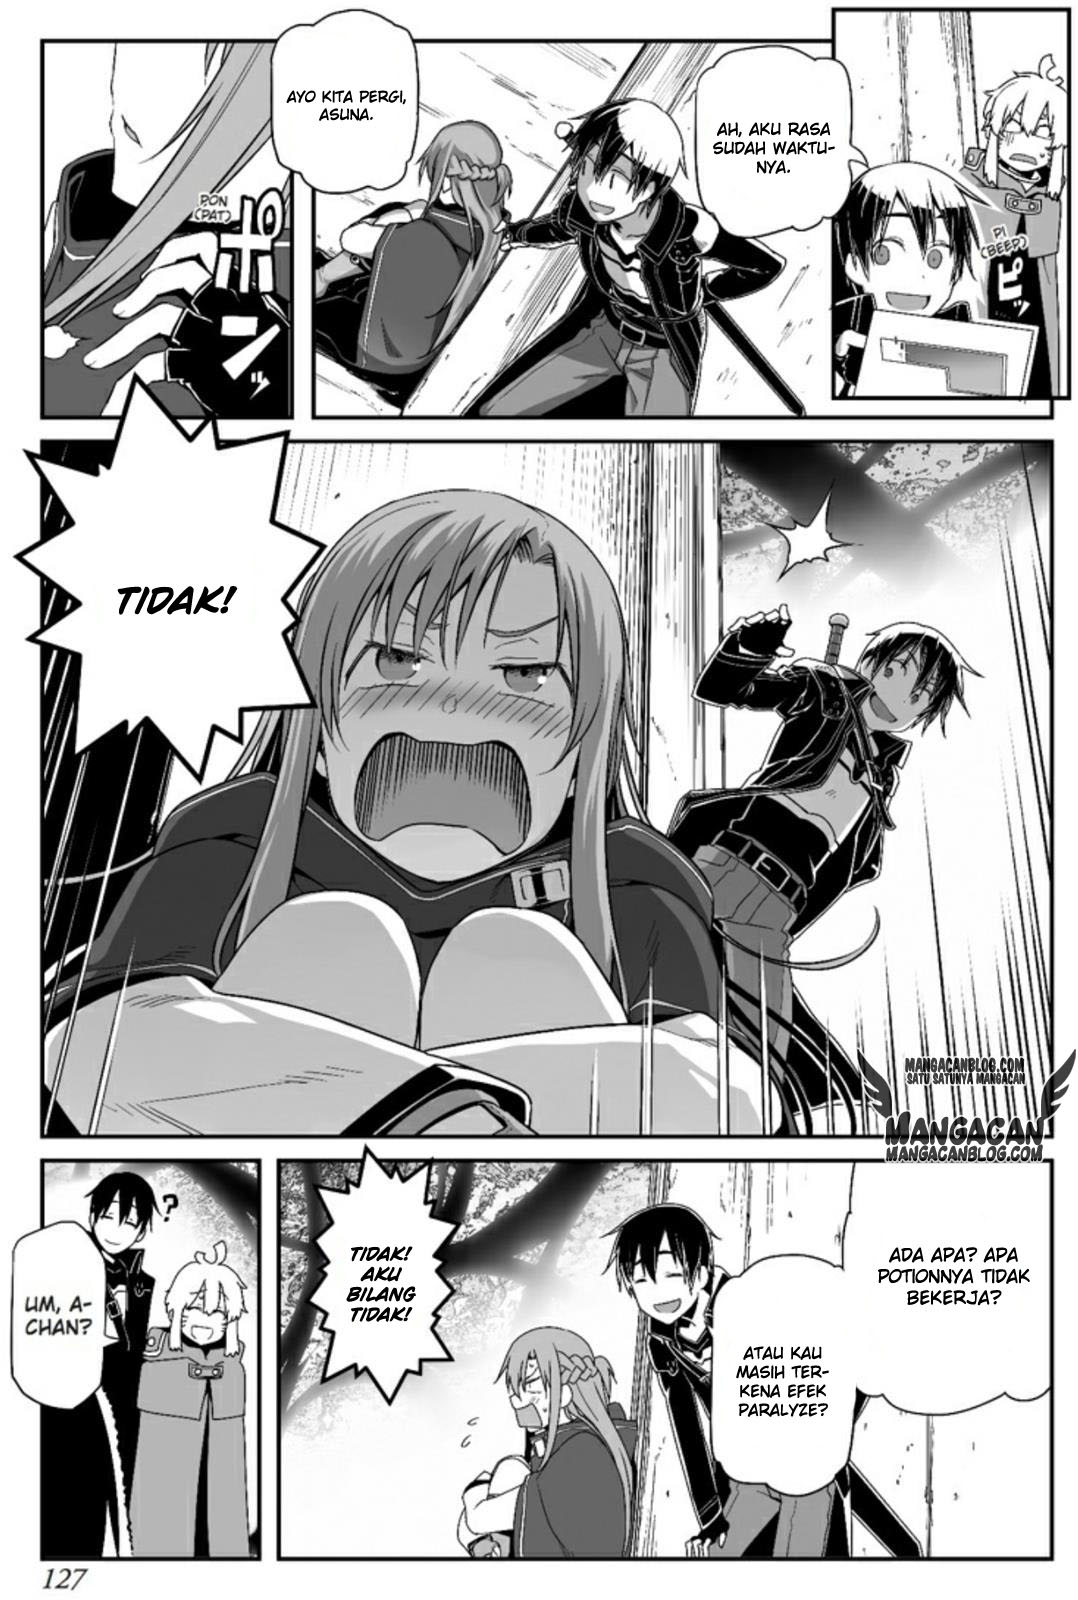 AH, AKU RASA
SUDAH WAKTU-
NYA.
PI
(BEEP)
ピッ
AYO KITA PERGI,
ASUNA.
PON
(PAT)
ポンッ
TIDAK!
MANGACANBLOG.COM
SATU SATUNYA MANGACAN
MANGACAN
MANGACANBLOG.COM
ADA APA? APA
POTIONNYA TIDAK
BEKERJA?
ATAU KAU
MASIH TER-
KENA EFEK
PARALYZE?
TIDAK!
AKU
BILANG
TIDAK!
?
UM, A-
CHAN?
127